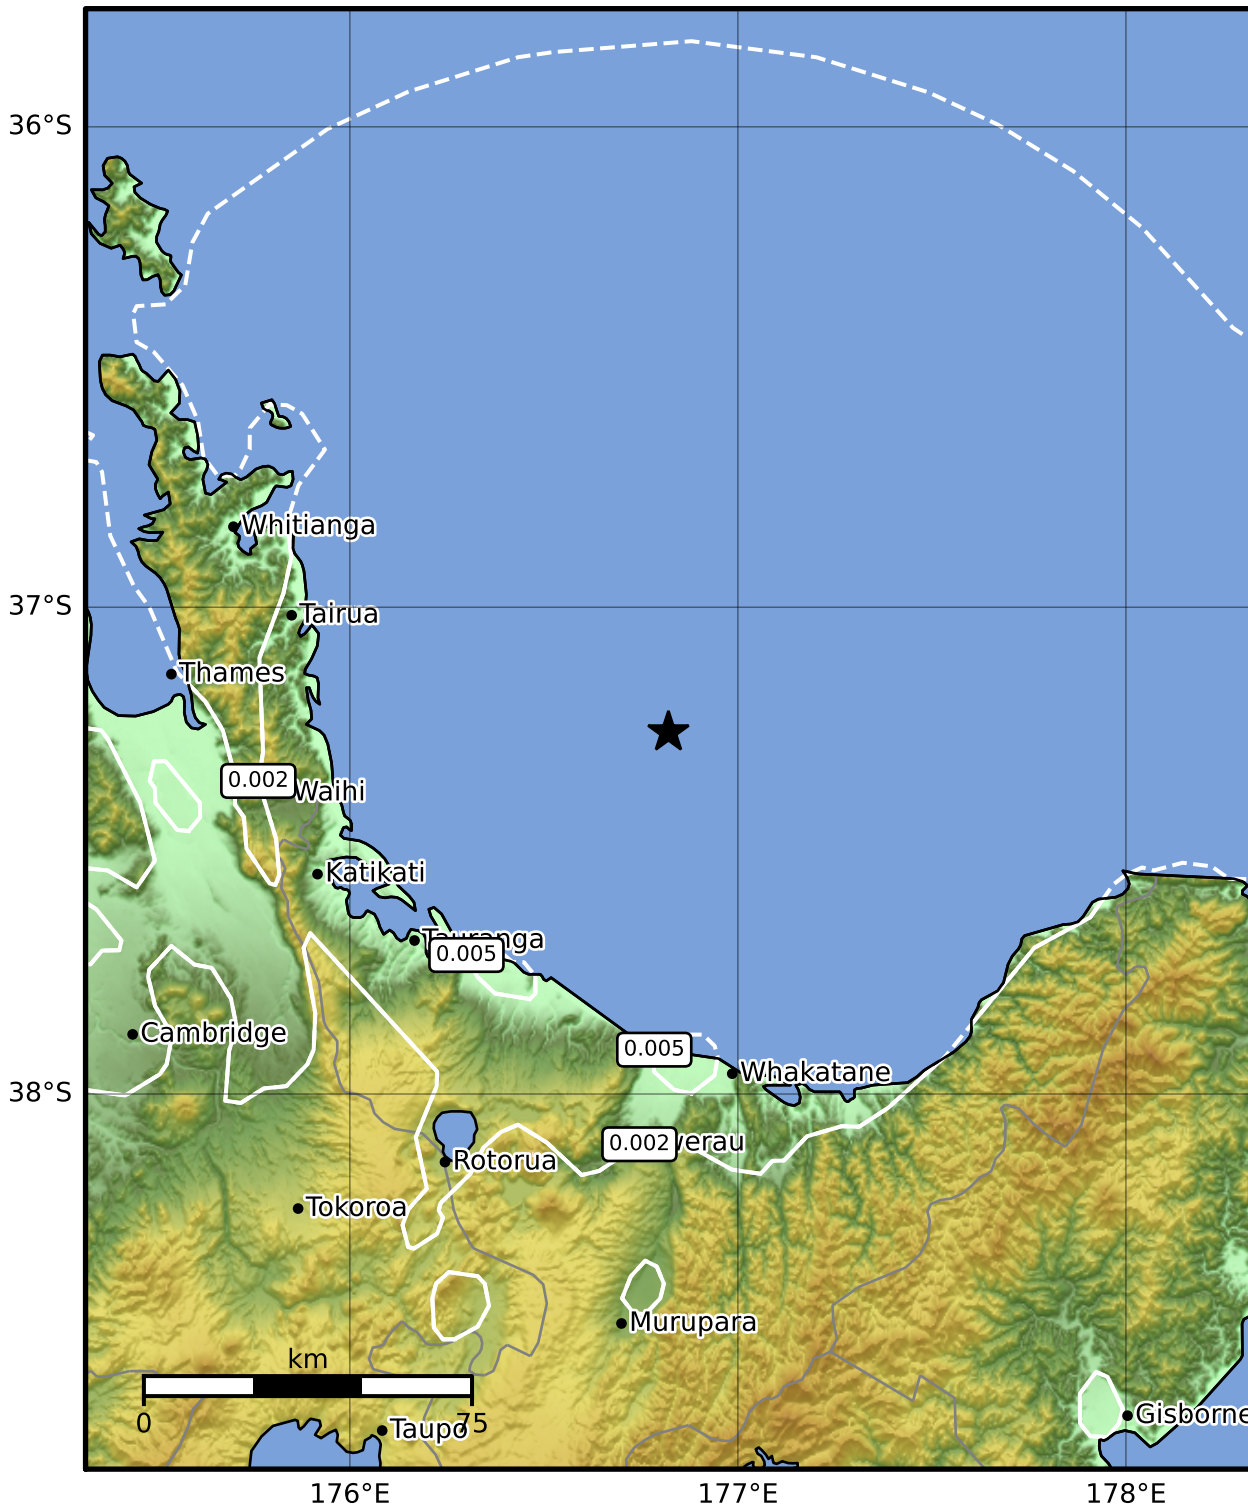 36°S
Whitianga
37°S
Tairua
Thames
0.002
Waihi
Katikati
Tauranga
0.005
Cambridge
0.005
Whakatane
38°S
0.002
werau
Rotorua
Tokoroa
Murupara
km
0
75
Taupo
Gisborne
176°E
177°E
178°E